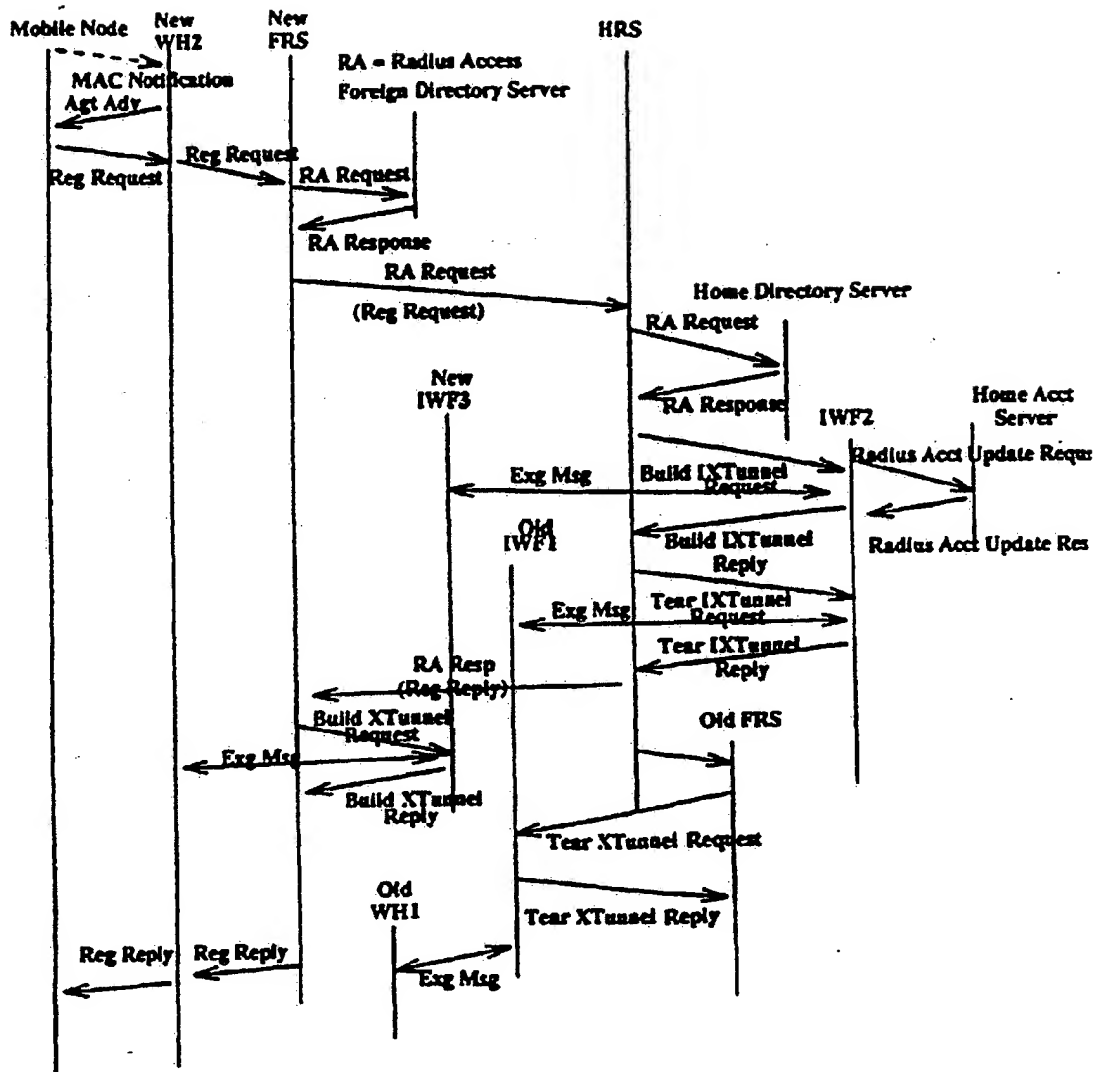 Mobile Node
New
WH2
New
FRS
HRS
RA = Radius Access
Foreign Directory Server
MAC Notification
Agt Adv
Reg Request
Reg Request
RA Request
RA Response
RA Request
(Reg Request)
Home Directory Server
RA Request
RA Response
New
IWF3
IWF2
Home Acct
Server
Radius Acct Update Reque
Exg Msg
Build IXTunnel
Request
Old
IWF1
Build IXTunnel
Reply
Radius Acct Update Res
Exg Msg
Tear IXTunnel
Request
Tear IXTunnel
Reply
RA Resp
(Reg Reply)
Build XTunnel
Request
Old FRS
Exg Msg
Build XTunnel
Reply
Tear XTunnel Request
Old
WH1
Tear XTunnel Reply
Reg Reply
Reg Reply
Exg Msg